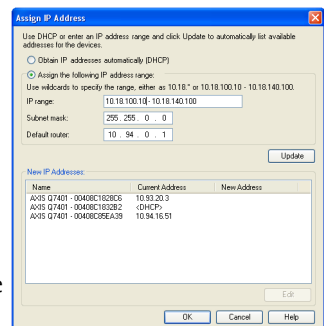 Assign IP Address
Use DHCP or enter an IP address range and click Update to automatically list available
addresses for the devices.
Obtain IP addresses automatically (DHCP)
Assign the following IP address range:
Use wildcards to specify the range, either as 10.18.* or 10.18.100.10 - 10.18.140.100.
IP range: 10.18.100.10 - 10.18.140.100
Subnet mask: 255 . 255 . 0 . 0
Default router: 10 . 94 . 0 . 1
Update
New IP Addresses:
Name Current Address New Address
AXIS Q7401 - 00408C1828C6 10.93.20.3
AXIS Q7401 - 00408C1832B2 <DHCP>
AXIS Q7401 - 00408C85EA39 10.94.16.51
Edit
OK Cancel Help